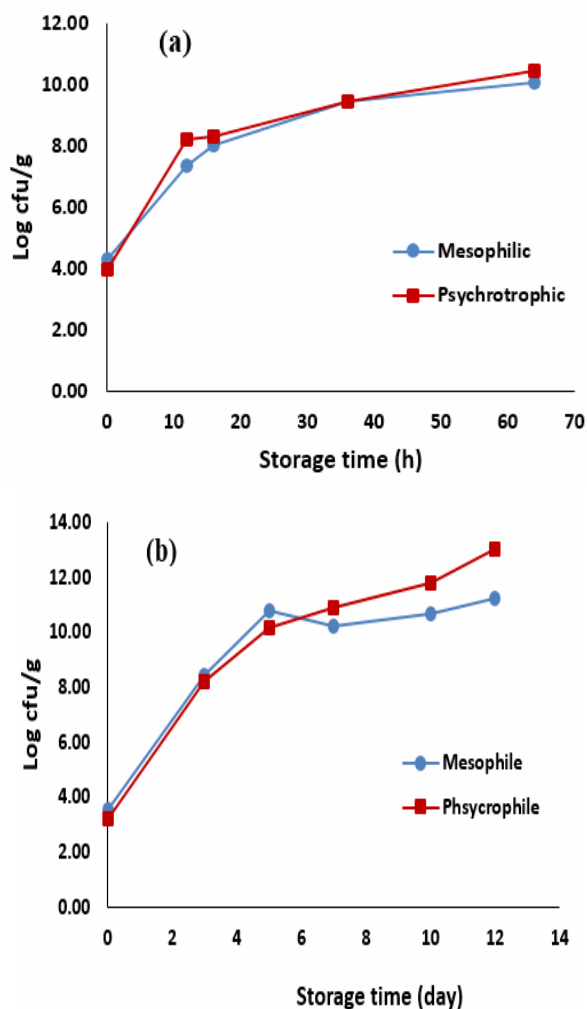 (a)
12.00
10.00
8.00
6.00
4.00
2.00
0.00
Log cfu/g
Mesophilic
Psychrotrophic
0 10 20 30 40 50 60 70
Storage time (h)
(b)
14.00
12.00
10.00
8.00
6.00
4.00
2.00
0.00
Log cfu/g
Mesophile
Phsycrophile
0 2 4 6 8 10 12 14
Storage time (day)